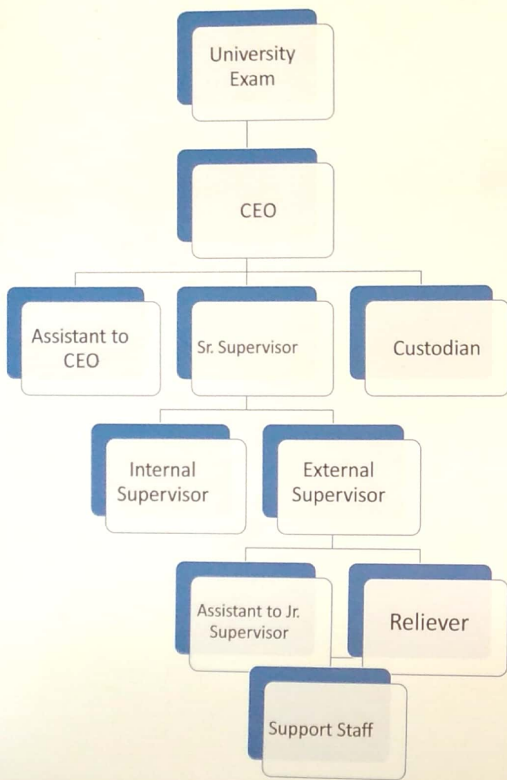 University
Exam
CEO
Assistant to
CEO
Sr. Supervisor
Custodian
Internal
Supervisor
External
Supervisor
Assistant to Jr.
Supervisor
Reliever
Support Staff